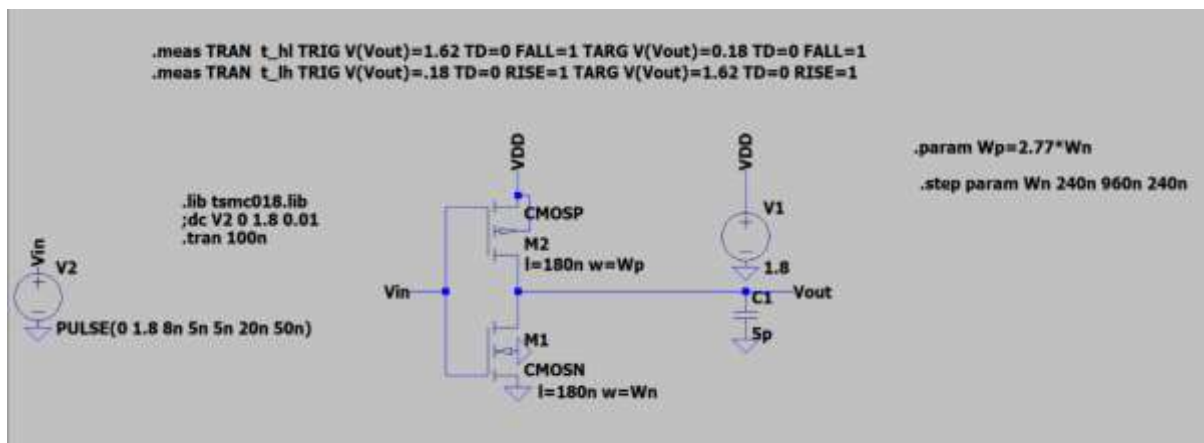 .meas TRAN t_hl TRIG V(Vout)=1.62 TD=0 FALL=1 TARG V(Vout)=0.18 TD=0 FALL=1
.meas TRAN t_lh TRIG V(Vout)=.18 TD=0 RISE=1 TARG V(Vout)=1.62 TD=0 RISE=1
VDD
VDD
.param Wp=2.77*Wn
.step param Wn 240n 960n 240n
.lib tsmc018.lib
;dc V2 0 1.8 0.01
.tran 100n
CMOSP
M2
l=180n w=Wp
V1
1.8
Vin
V2
PULSE(0 1.8 8n 5n 5n 20n 50n)
Vin
Vout
C1
5p
M1
CMOSN
l=180n w=Wn